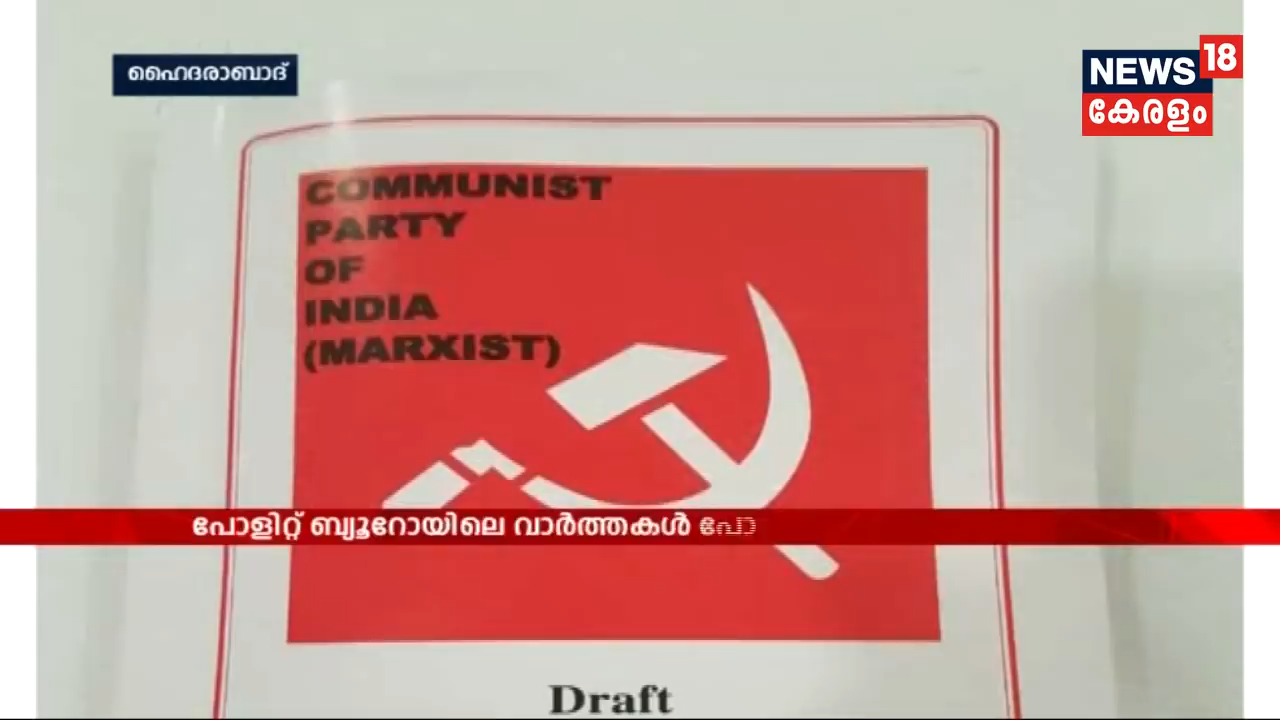 ഹൈദരാബാദ്
NEWS 18
കേരളം
COMMUNIST
PARTY
OF
INDIA
(MARXIST)
പോളിറ്റ് ബ്യൂറോയിലെ വാർത്തകൾ പോ
Draft